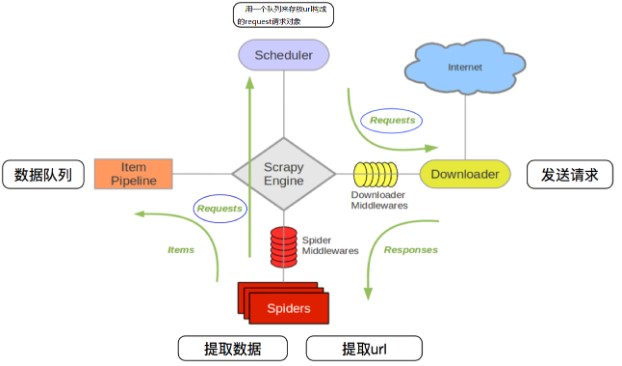 用一个队列来存放url构成
的request请求对象
Scheduler
Internet
Requests
数据队列
Item
Pipeline
Scrapy
Engine
Downloader
发送请求
Downloader
Middlewares
Requests
Spider
Middlewares
Items
Responses
Spiders
提取数据
提取url